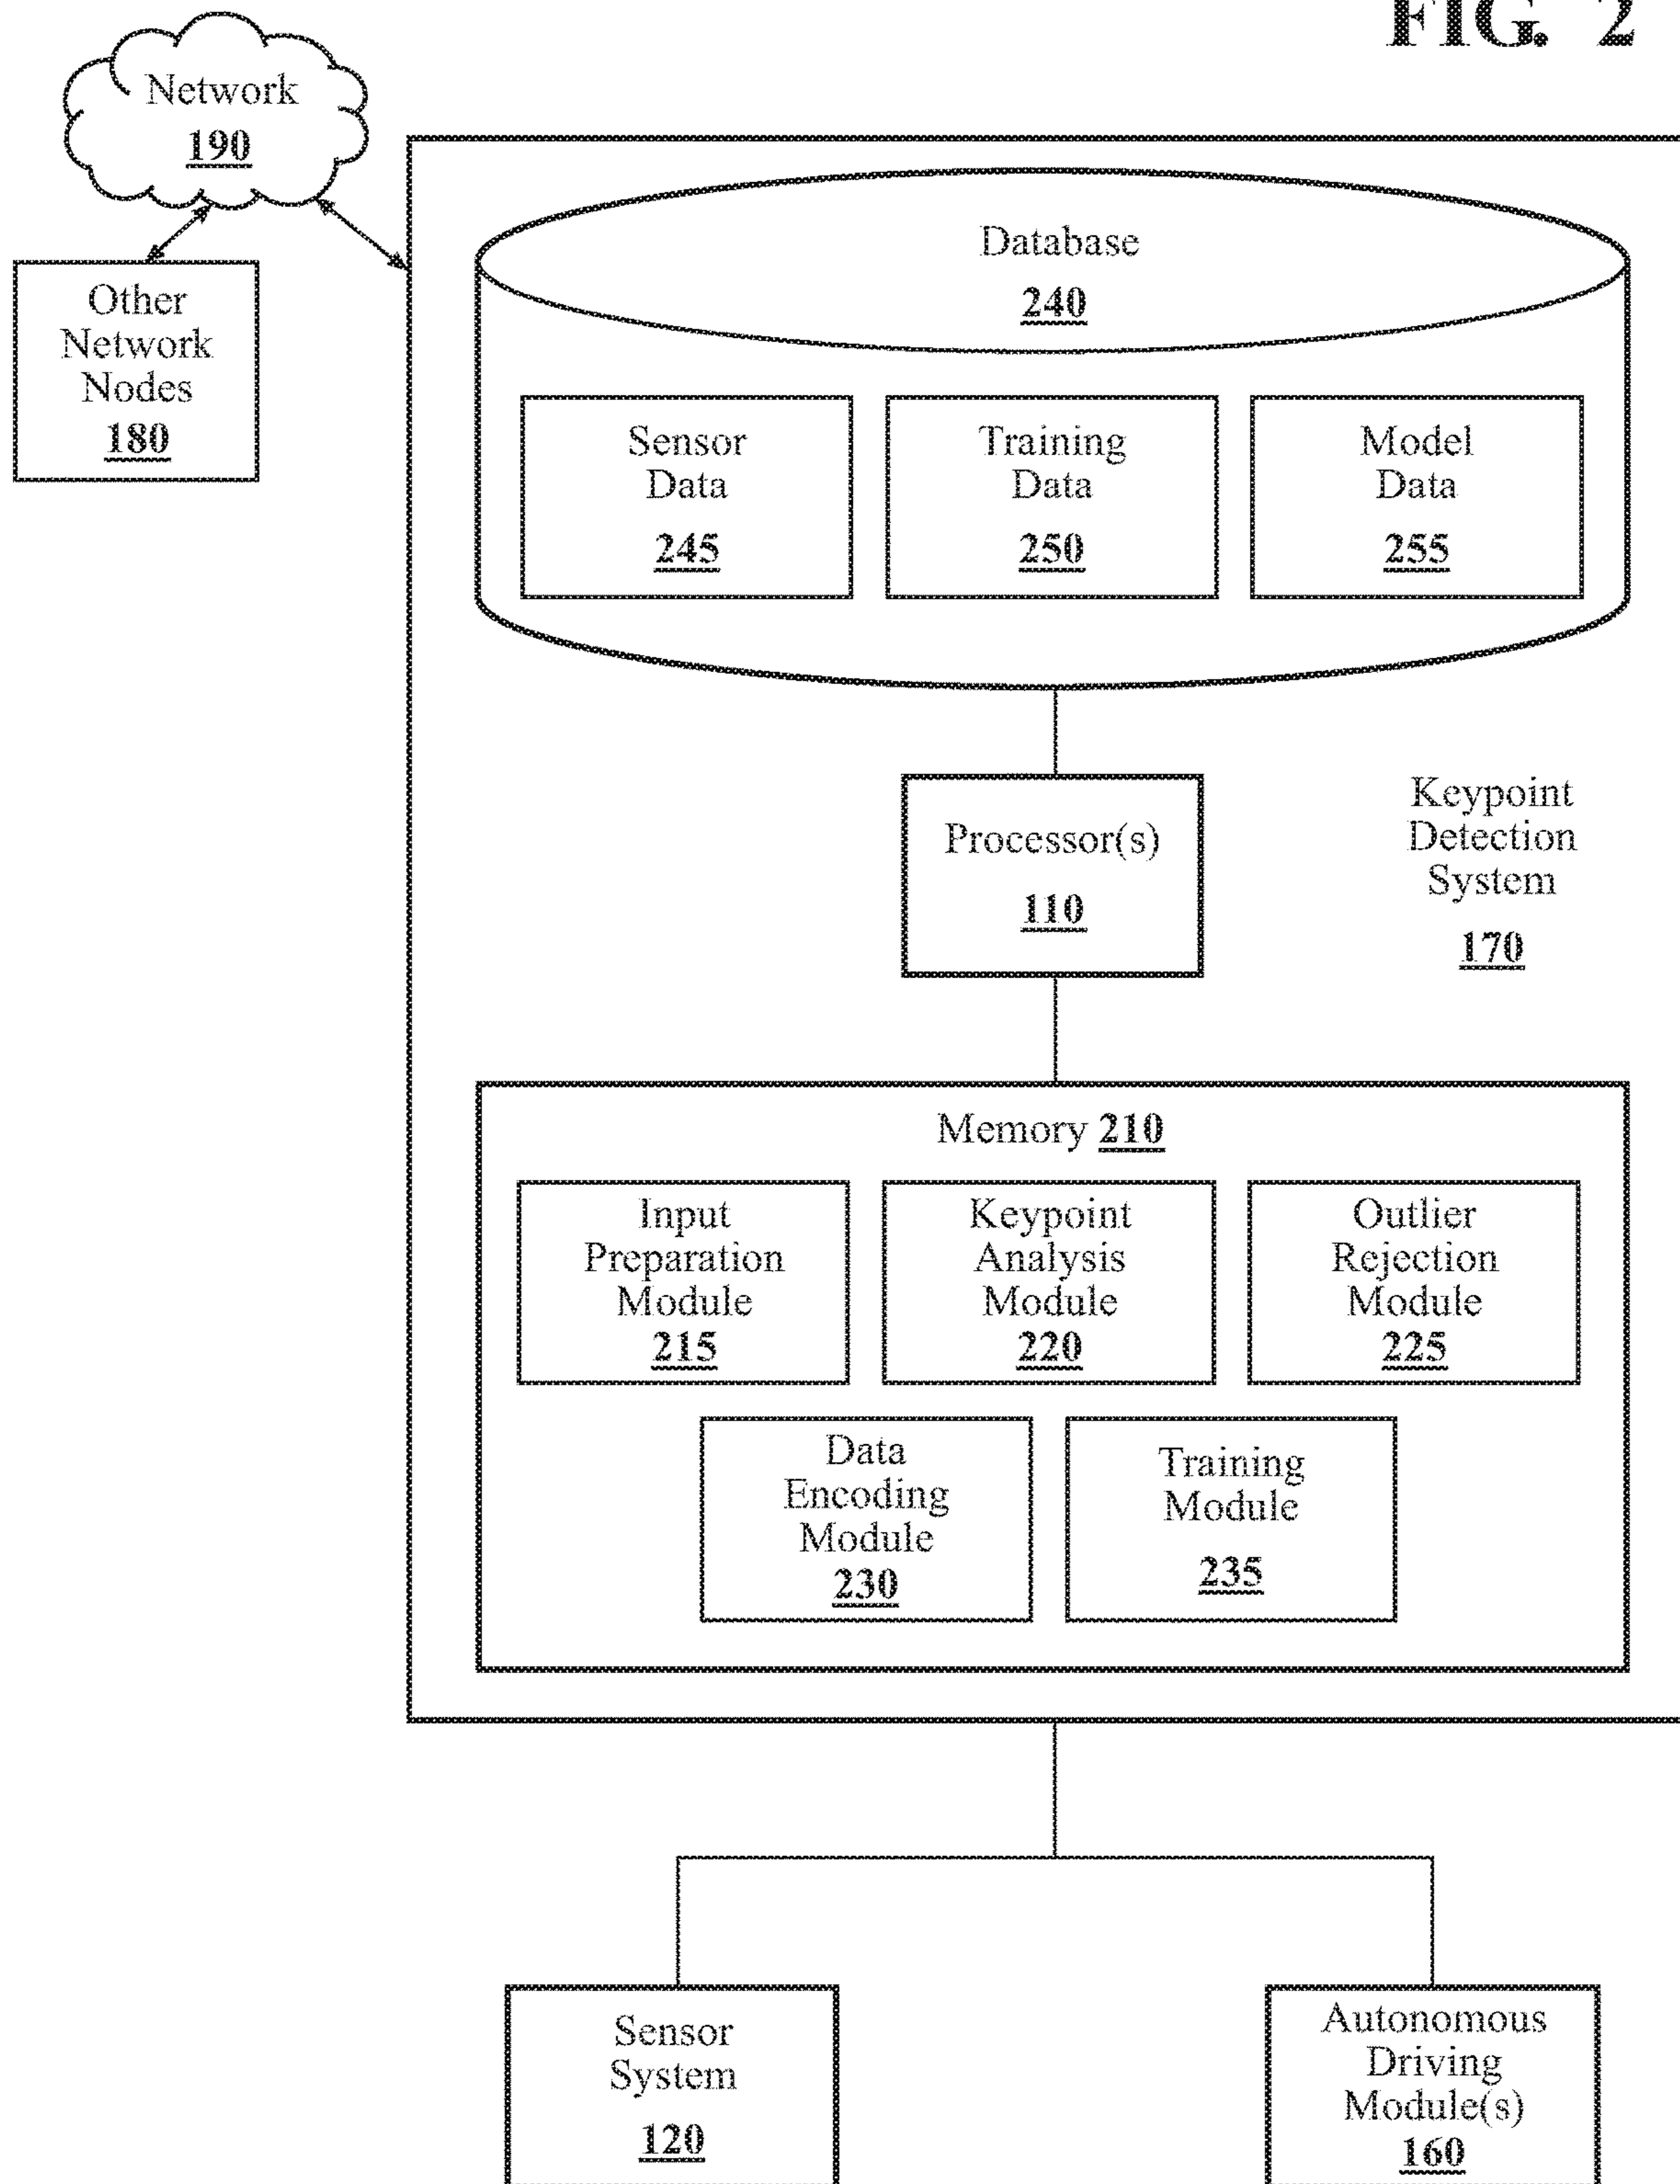 FIG. 2
Network
190
Other
Network
Nodes
180
Database
240
Sensor
Data
245
Training
Data
250
Model
Data
255
Processor(s)
110
Keypoint
Detection
System
170
Memory 210
Input
Preparation
Module
215
Keypoint
Analysis
Module
220
Outlier
Rejection
Module
225
Data
Encoding
Module
230
Training
Module
235
Sensor
System
120
Autonomous
Driving
Module(s)
160